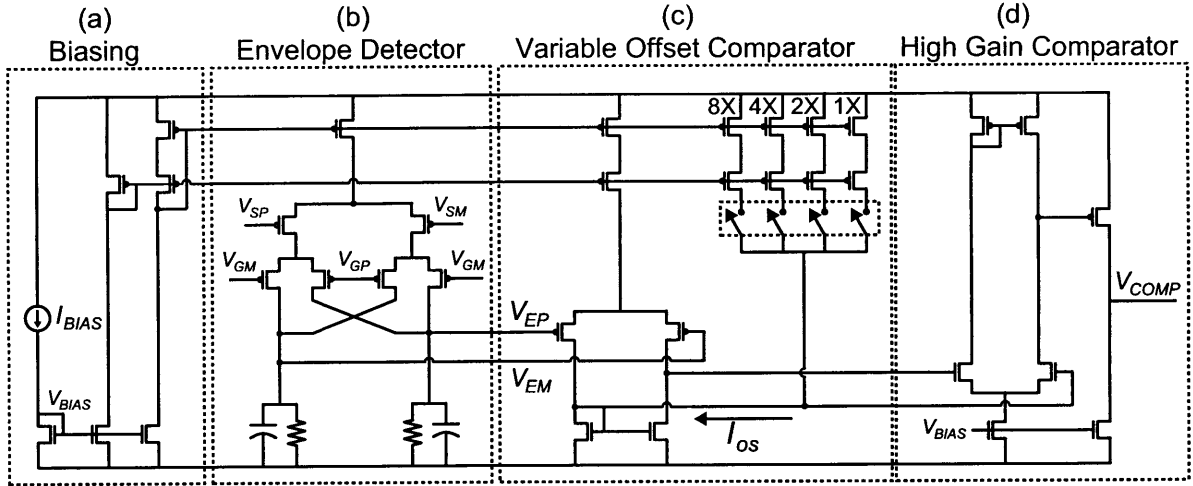 (a)
Biasing
(b)
Envelope Detector
(c)
Variable Offset Comparator
(d)
High Gain Comparator
8X 4X 2X 1X
V_SP
V_SM
V_GM
V_GP
V_GM
I_BIAS
V_EP
V_EM
V_COMP
V_BIAS
I_OS
V_BIAS